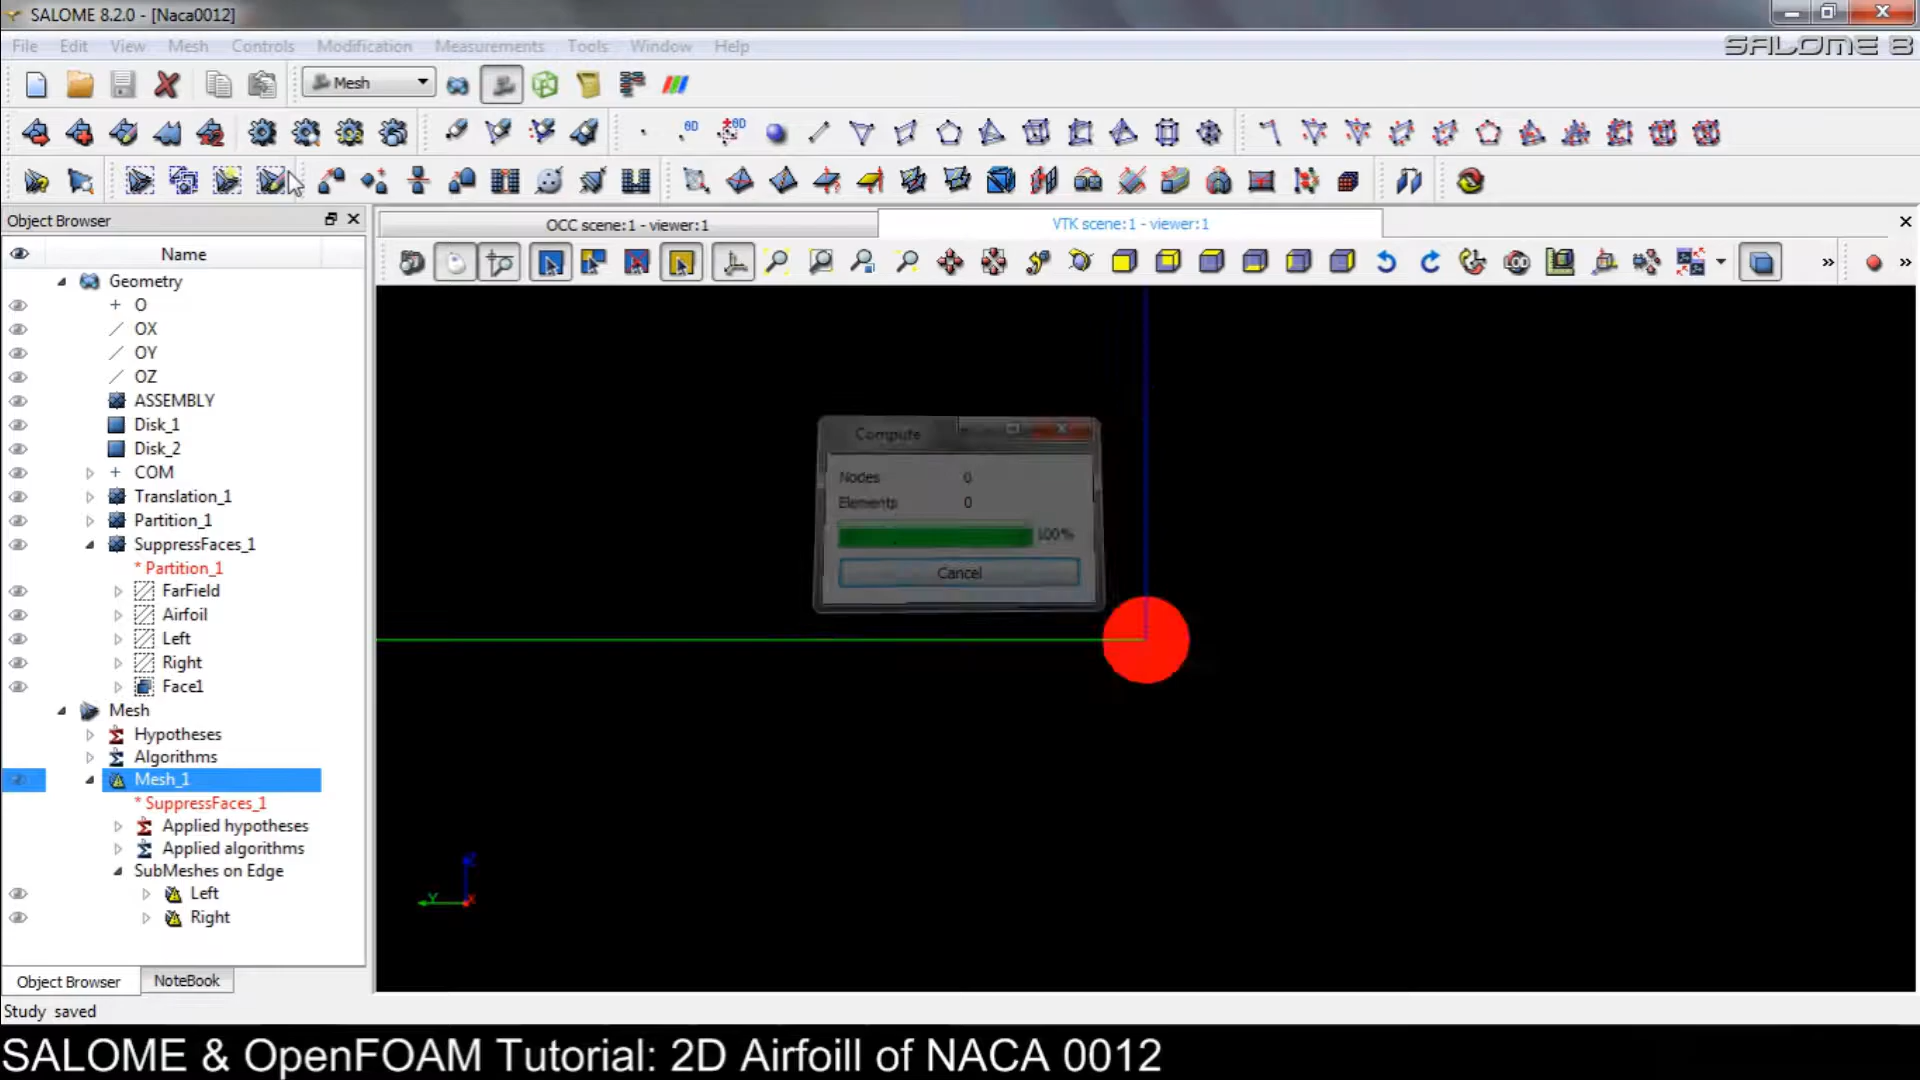 SALOME 8.2.0 - [Naca0012]
File Edit View Mesh Controls Modification Measurements Tools Window Help
SALOME 8
Mesh
0D
0D
Object Browser
OCC scene:1 - viewer:1
VTK scene:1 - viewer:1
Name
Geometry
O
OX
OY
OZ
ASSEMBLY
Disk_1
Disk_2
COM
Translation_1
Partition_1
SuppressFaces_1
* Partition_1
FarField
Airfoil
Left
Right
Face1
Mesh
Hypotheses
Algorithms
Mesh_1
* SuppressFaces_1
Applied hypotheses
Applied algorithms
SubMeshes on Edge
Left
Right
Compute
Nodes 0
Elements 0
100%
Cancel
Z
Y
X
Object Browser
NoteBook
Study saved
SALOME & OpenFOAM Tutorial: 2D Airfoill of NACA 0012